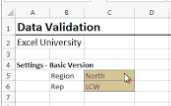 A B C D
1 Data Validation
2 Excel University
3
4 Settings - Basic Version
5 Region North
6 Rep LCW
7